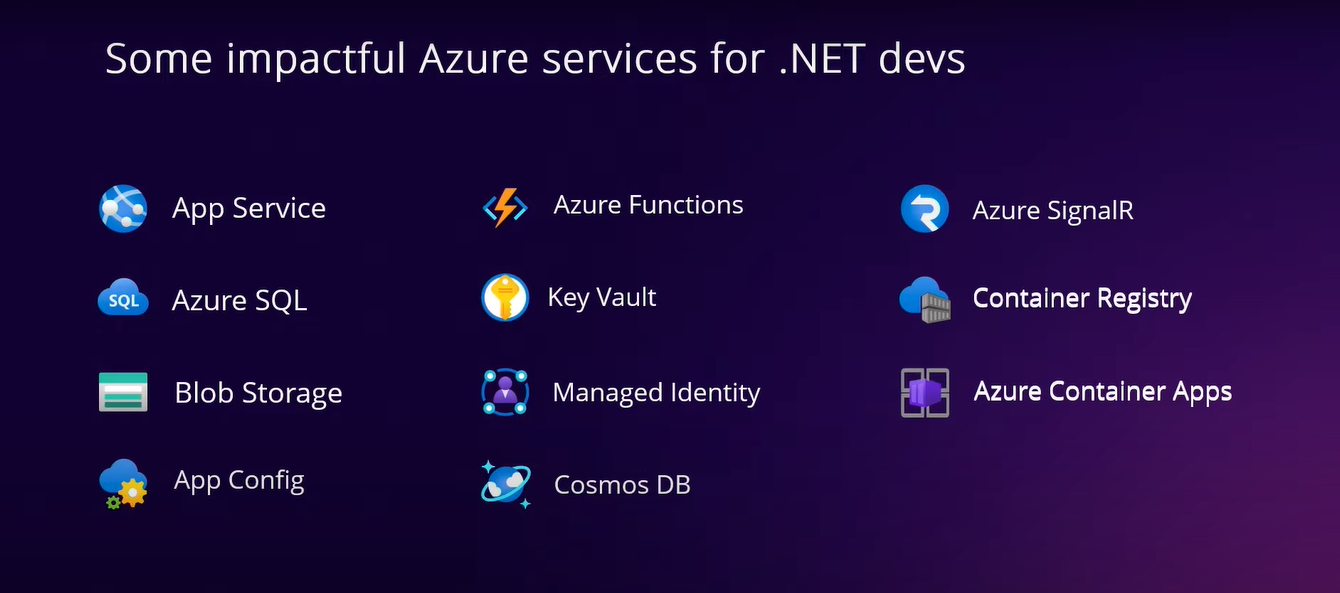 Some impactful Azure services for .NET devs
App Service
Azure Functions
Azure SignalR
SQL
Azure SQL
Key Vault
Container Registry
Blob Storage
Managed Identity
Azure Container Apps
App Config
Cosmos DB